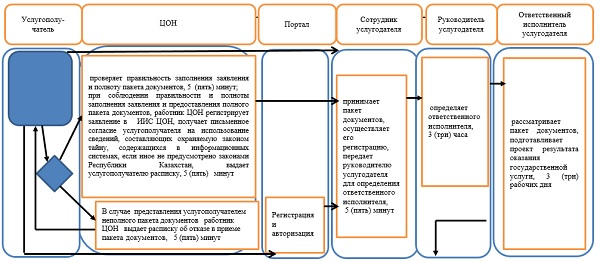 Услугополу-
чатель
ЦОН
Портал
Сотрудник
услугодателя
Руководитель
услугодателя
Ответственный
исполнитель
услугодателя
проверяет правильность заполнения заявления
и полноту пакета документов, 5 (пять) минут;
при соблюдении правильности и полноты
заполнения заявления и предоставления полного
пакета документов, работник ЦОН регистрирует
заявление в ИИС ЦОН, получает письменное
согласие услугополучателя на использование
сведений, составляющих охраняемую законом
тайну, содержащихся в информационных
системах, если иное не предусмотрено законами
Республики Казахстан, выдает
услугополучателю расписку, 5 (пять) минут
В случае представления услугополучателем
неполного пакета документов работник
ЦОН выдает расписку об отказе в приеме
пакета документов, 5 (пять) минут
Регистрация
и
авторизация
принимает
пакет
документов,
осуществляет
его
регистрацию,
передает
руководителю
услугодателя
для определения
ответственного
исполнителя,
5 (пять) минут
определяет
ответственного
исполнителя,
3 (три) часа
рассматривает
пакет документов,
подготавливает
проект результата
оказания
государственной
услуги, 3 (три)
рабочих дня